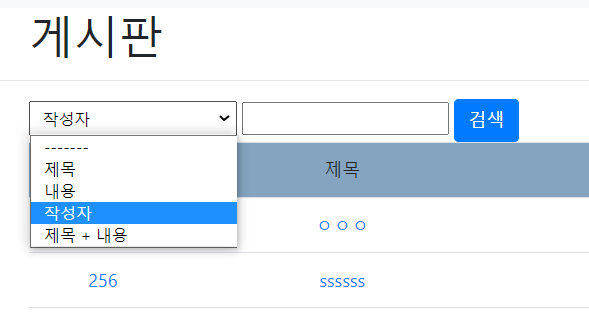 게시판
작성자 검색
-------
제목
내용
작성자
제목 + 내용
제목
ㅇㅇㅇ
256 ssssss